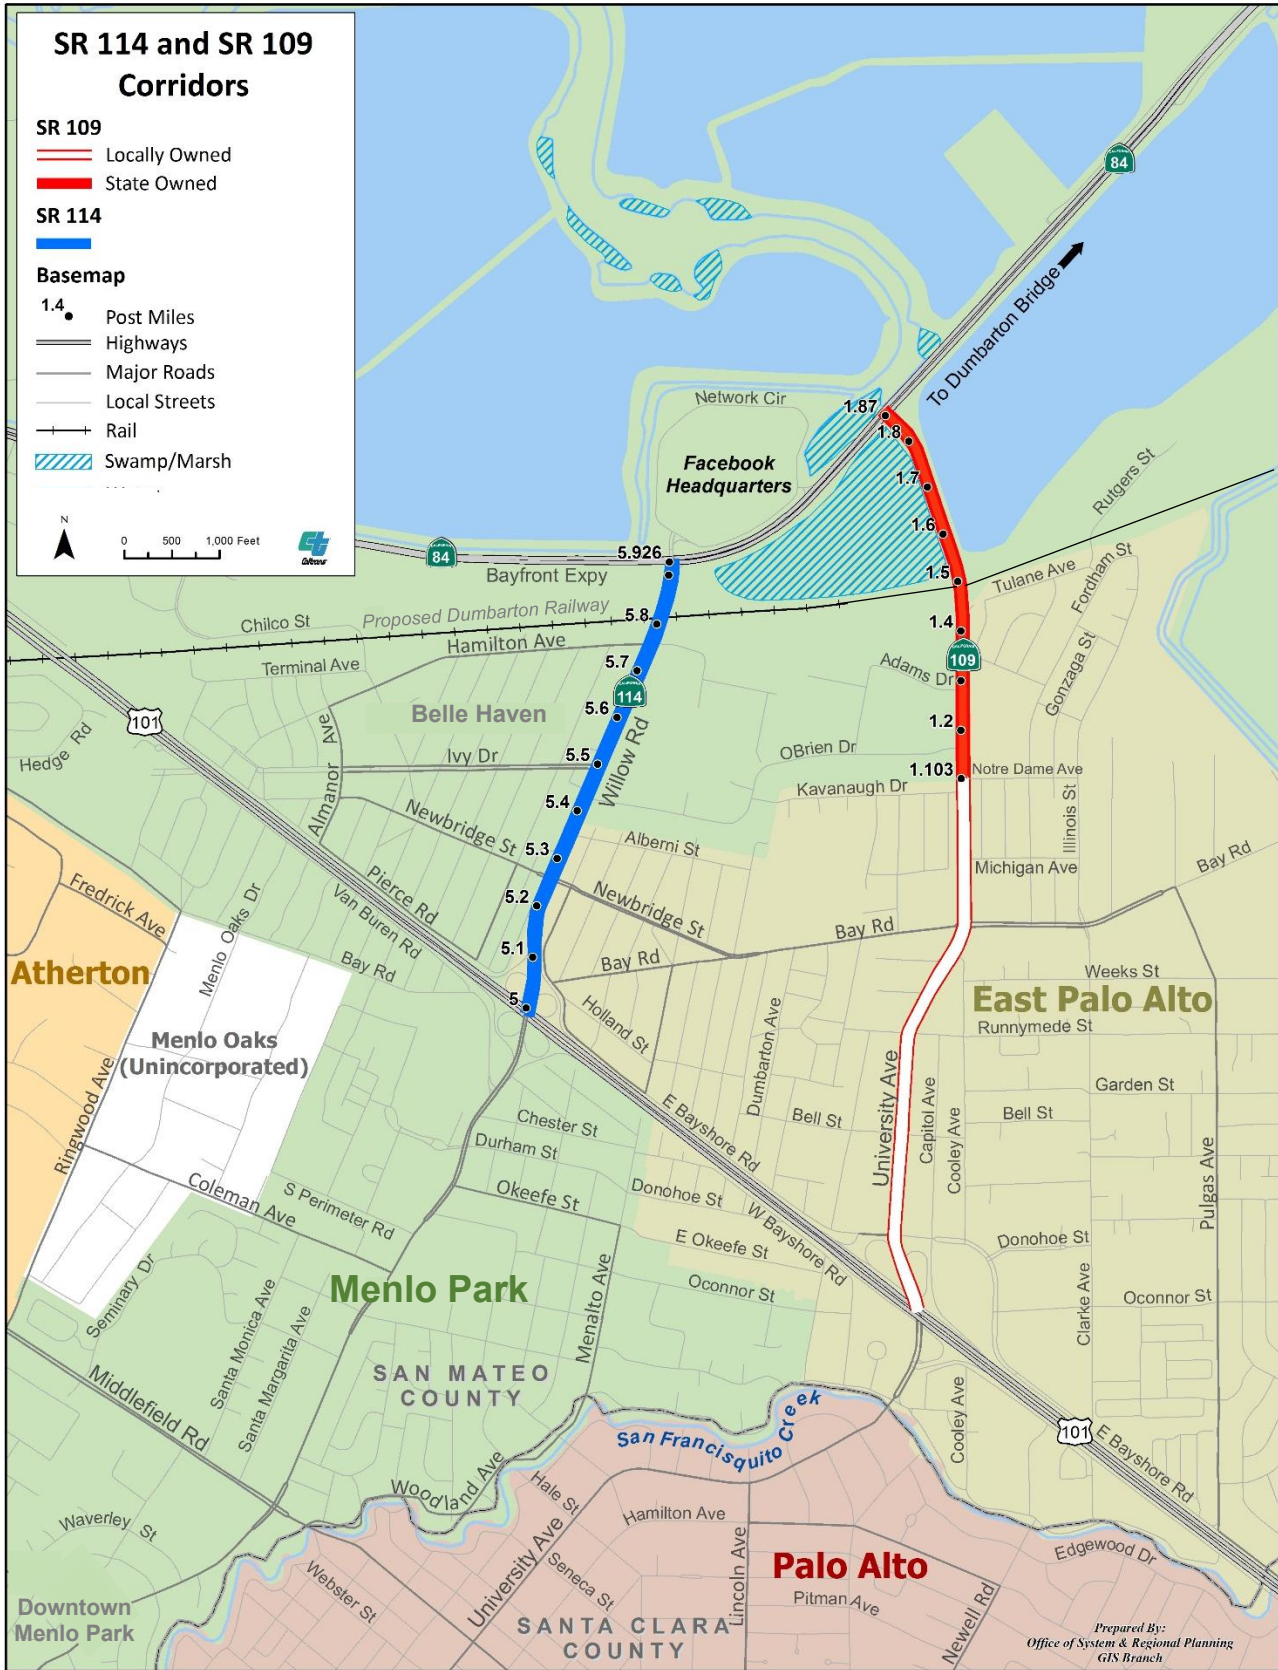 SR 114 and SR 109
Corridors
SR 109
Locally Owned
State Owned
SR 114
Basemap
1.4
Post Miles
Highways
Major Roads
Local Streets
Rail
Swamp/Marsh
N
0 500 1,000 Feet
Caltrans
CALIFORNIA
84
To Dumbarton Bridge
Network Cir
Facebook
Headquarters
1.87
1.8
1.7
1.6
1.5
1.4
1.2
1.103
Rutgers St
Tulane Ave
Fordham St
Gonzaga St
CALIFORNIA
84
Bayfront Expy
5.926
Proposed Dumbarton Railway
Chilco St
Hamilton Ave
Terminal Ave
5.8
5.7
CALIFORNIA
114
5.6
5.5
5.4
5.3
5.2
5.1
5
CALIFORNIA
109
Adams Dr
101
Belle Haven
Willow Rd
Hedge Rd
Almanor Ave
Ivy Dr
OBrien Dr
Kavanaugh Dr
Notre Dame Ave
Illinois St
Newbridge St
Alberni St
Michigan Ave
Bay Rd
Pierce Rd
Van Buren Rd
Newbridge St
Bay Rd
Fredrick Ave
Menlo Oaks Dr
Bay Rd
Bay Rd
Weeks St
Atherton
East Palo Alto
Runnymede St
Holland St
Menlo Oaks
(Unincorporated)
Dumbarton Ave
University Ave
Capitol Ave
Cooley Ave
Garden St
Bell St
Bell St
Pulgas Ave
Ringwood Ave
Chester St
Durham St
Okeefe St
E Bayshore Rd
Donohoe St
W Bayshore Rd
E Okeefe St
Donohoe St
Coleman Ave
S Perimeter Rd
Seminary Dr
Menlo Park
Menalto Ave
Oconnor St
Clarke Ave
Oconnor St
Santa Monica Ave
Santa Margarita Ave
SAN MATEO
COUNTY
Middlefield Rd
San Francisquito Creek
Cooley Ave
101
E Bayshore Rd
Woodland Ave
Hale St
Hamilton Ave
Waverley St
University Ave
Lincoln Ave
Edgewood Dr
Webster St
Seneca St
Palo Alto
Pitman Ave
Newell Rd
Downtown
Menlo Park
SANTA CLARA
COUNTY
Prepared By:
Office of System & Regional Planning
GIS Branch